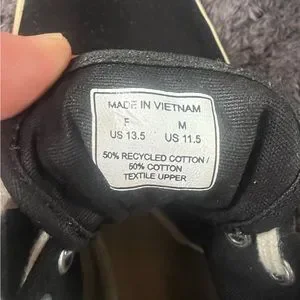 MADE IN VIETNAM
F M
US 13.5 US 11.5
50% RECYCLED COTTON /
50% COTTON
TEXTILE UPPER